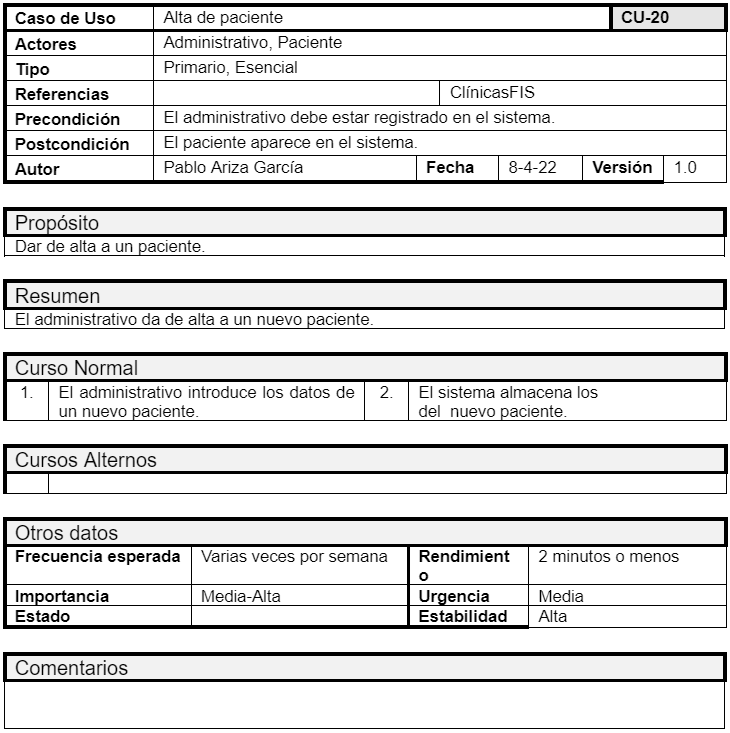 Caso de Uso Alta de paciente CU-20
Actores Administrativo, Paciente
Tipo Primario, Esencial
Referencias ClínicasFIS
Precondición El administrativo debe estar registrado en el sistema.
Postcondición El paciente aparece en el sistema.
Autor Pablo Ariza García Fecha 8-4-22 Versión 1.0
Propósito
Dar de alta a un paciente.
Resumen
El administrativo da de alta a un nuevo paciente.
Curso Normal
1. El administrativo introduce los datos de
un nuevo paciente.
2. El sistema almacena los
del nuevo paciente.
Cursos Alternos
Otros datos
Frecuencia esperada Varias veces por semana
Rendimient
o
2 minutos o menos
Importancia Media-Alta Urgencia Media
Estado Estabilidad Alta
Comentarios